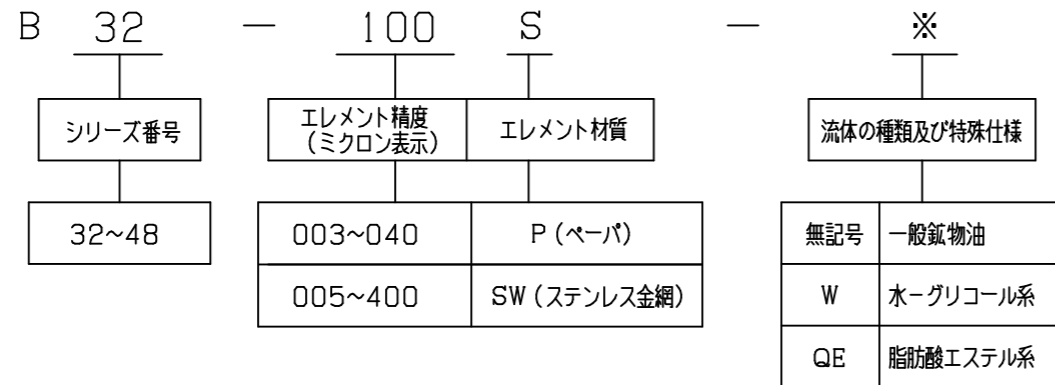 B 32 — 100 S — ※
シリーズ番号
エレメント精度
(ミクロン表示)
エレメント材質
流体の種類及び特殊仕様
32~48
003~040 P (ペーパ)
005~400 SW (ステンレス金網)
無記号 一般鉱物油
W 水－グリコール系
QE 脂肪酸エステル系